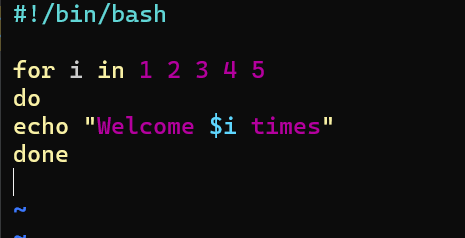 #!/bin/bash

for i in 1 2 3 4 5
do
echo "Welcome $i times"
done
~
~